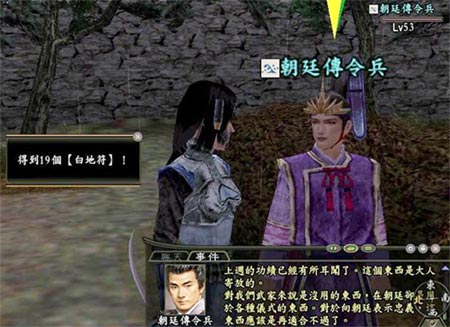 朝廷傳令兵
Lv53
朝廷傳令兵
得到19個【白地符】！
聊天
事件
上週的功績已經有所耳聞了。這個東西是大人
寄放的。
對我們武家來說是沒用的東西，在朝廷卻
於各種儀式的東西。對於向朝廷表示忠義
東西應該是再適合不過了。
朝廷傳令兵
東
南